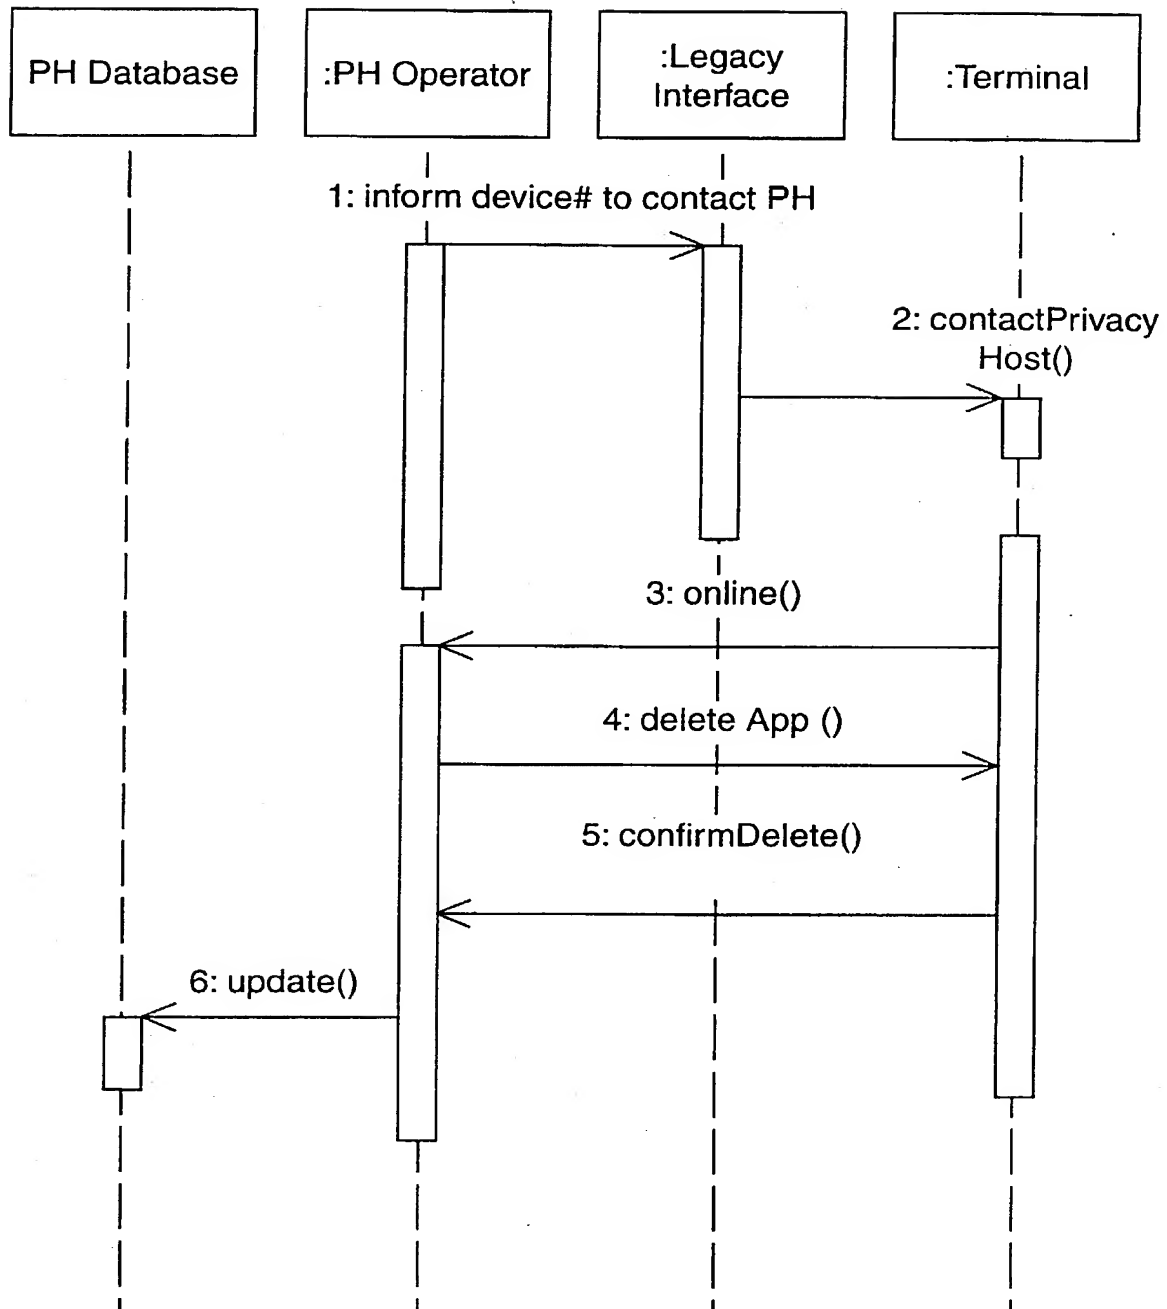 PH Database
:PH Operator
:Legacy
Interface
:Terminal
1: inform device# to contact PH
2: contactPrivacy
Host()
3: online()
4: delete App ()
5: confirmDelete()
6: update()